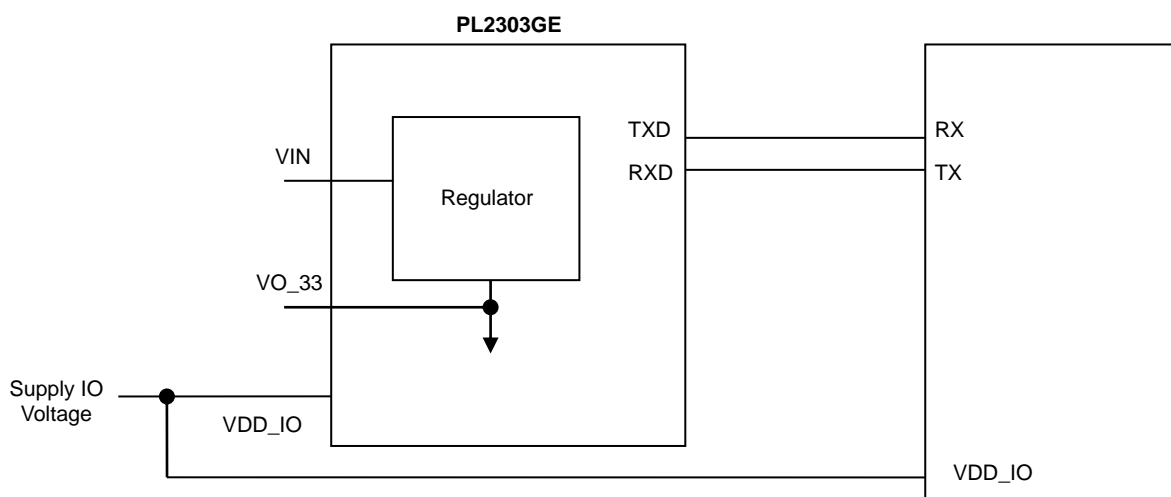 PL2303GE
TXD
RX
VIN
RXD
TX
Regulator
VO_33
Supply IO
Voltage
VDD_IO
VDD_IO